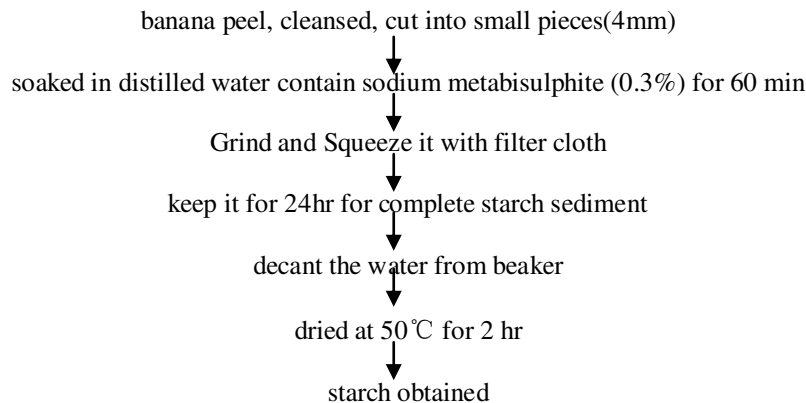 banana peel, cleansed, cut into small pieces(4mm)
soaked in distilled water contain sodium metabisulphite (0.3%) for 60 min
Grind and Squeeze it with filter cloth
keep it for 24hr for complete starch sediment
decant the water from beaker
dried at 50℃ for 2 hr
starch obtained